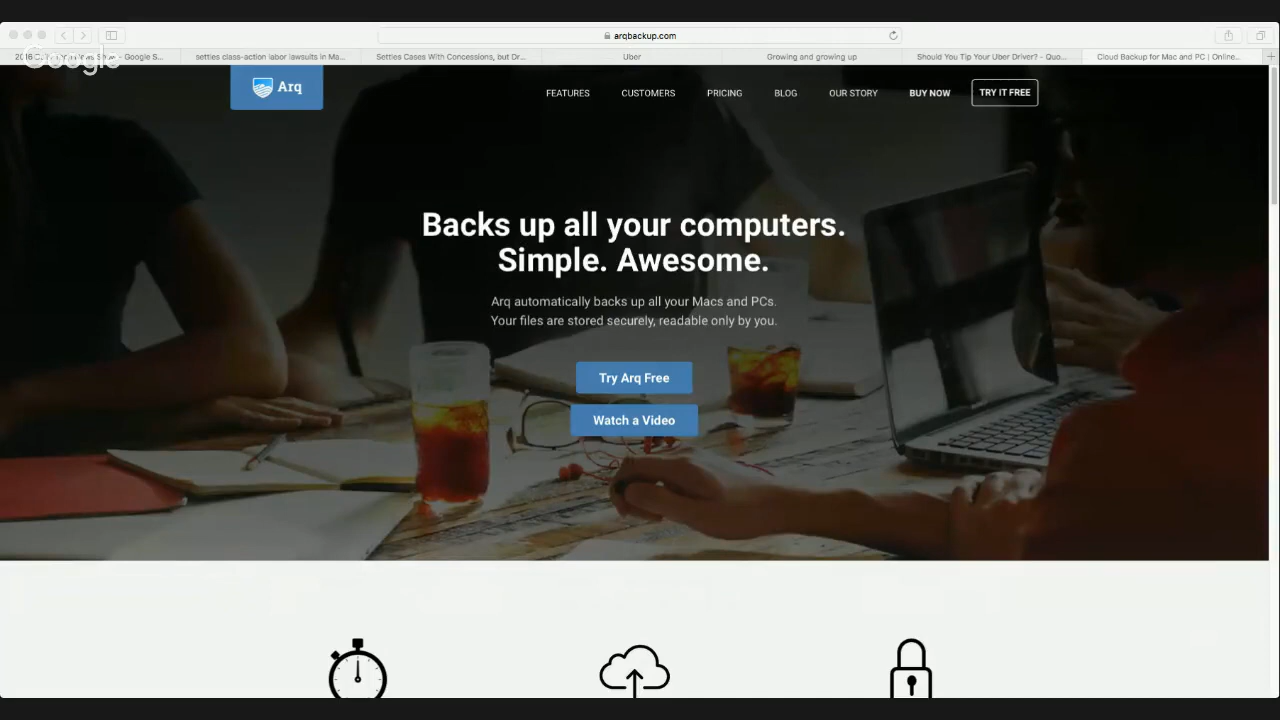 arqbackup.com
Google
settles class-action labor lawsuits in Ma...
Settles Cases With Concessions, but Dr...
Uber
Growing and growing up
Should You Tip Your Uber Driver? - Quo...
Cloud Backup for Mac and PC | Online...
Arq
FEATURES
CUSTOMERS
PRICING
BLOG
OUR STORY
BUY NOW
TRY IT FREE
Backs up all your computers.
Simple. Awesome.
Arq automatically backs up all your Macs and PCs.
Your files are stored securely, readable only by you.
Try Arq Free
Watch a Video